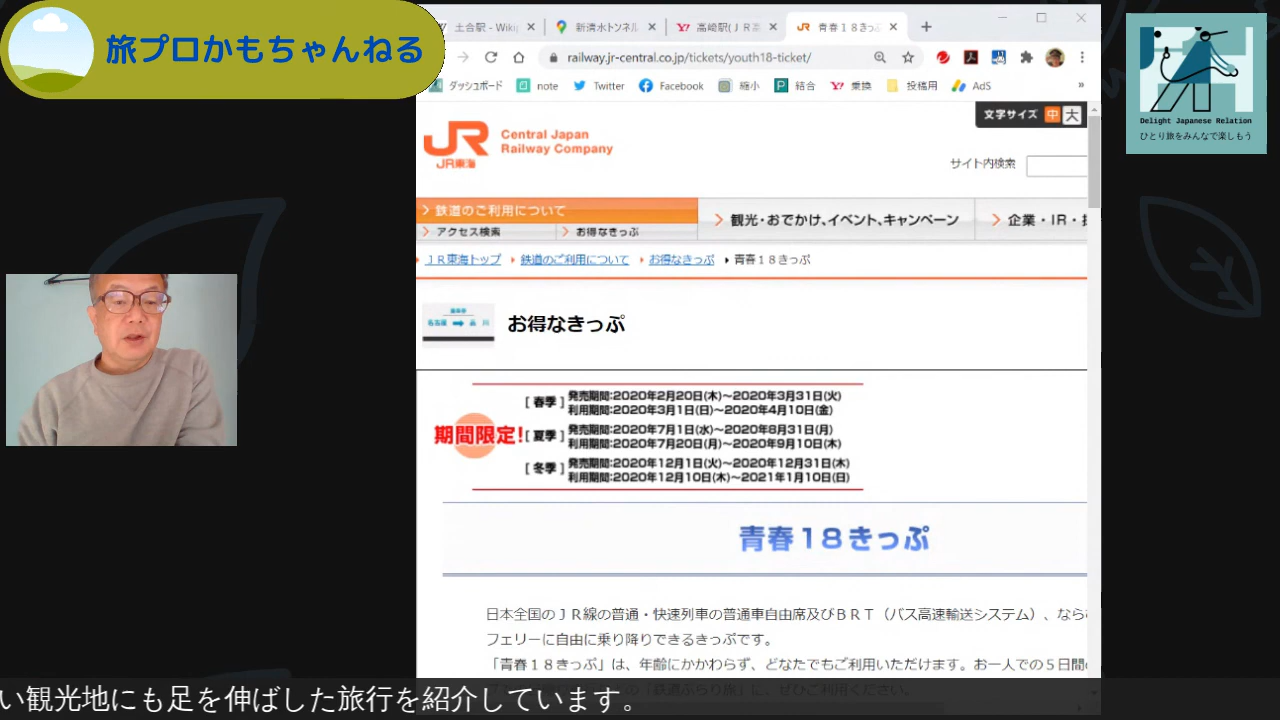 旅プロかもちゃんねる
土合駅 - Wiki
新清水トンネル
高崎駅(ＪＲ
青春１８きっぷ
railway.jr-central.co.jp/tickets/youth18-ticket/
ダッシュボード
note
Twitter
Facebook
縮小
結合
乗換
投稿用
AdS
»
文字サイズ 中 大
JR
JR東海
Central Japan
Railway Company
サイト内検索
鉄道のご利用について
アクセス検索
お得なきっぷ
観光・おでかけ、イベント、キャンペーン
企業・IR・
ＪＲ東海トップ
鉄道のご利用について
お得なきっぷ
青春１８きっぷ
お得なきっぷ
期間限定!
[ 春季 ] 発売期間:2020年2月20日(木)～2020年3月31日(火)
利用期間:2020年3月1日(日)～2020年4月10日(金)
[ 夏季 ] 発売期間:2020年7月1日(水)～2020年8月31日(月)
利用期間:2020年7月20日(月)～2020年9月10日(木)
[ 冬季 ] 発売期間:2020年12月1日(火)～2020年12月31日(木)
利用期間:2020年12月10日(木)～2021年1月10日(日)
青春１８きっぷ
日本全国のＪＲ線の普通・快速列車の普通車自由席及びＢＲＴ（バス高速輸送システム）、なら
フェリーに自由に乗り降りできるきっぷです。
「青春１８きっぷ」は、年齢にかかわらず、どなたでもご利用いただけます。お一人での５日間
の「鉄道ぶらり旅」に、ぜひご利用ください。
Delight Japanese Relation
ひとり旅をみんなで楽しもう
い観光地にも足を伸ばした旅行を紹介しています。